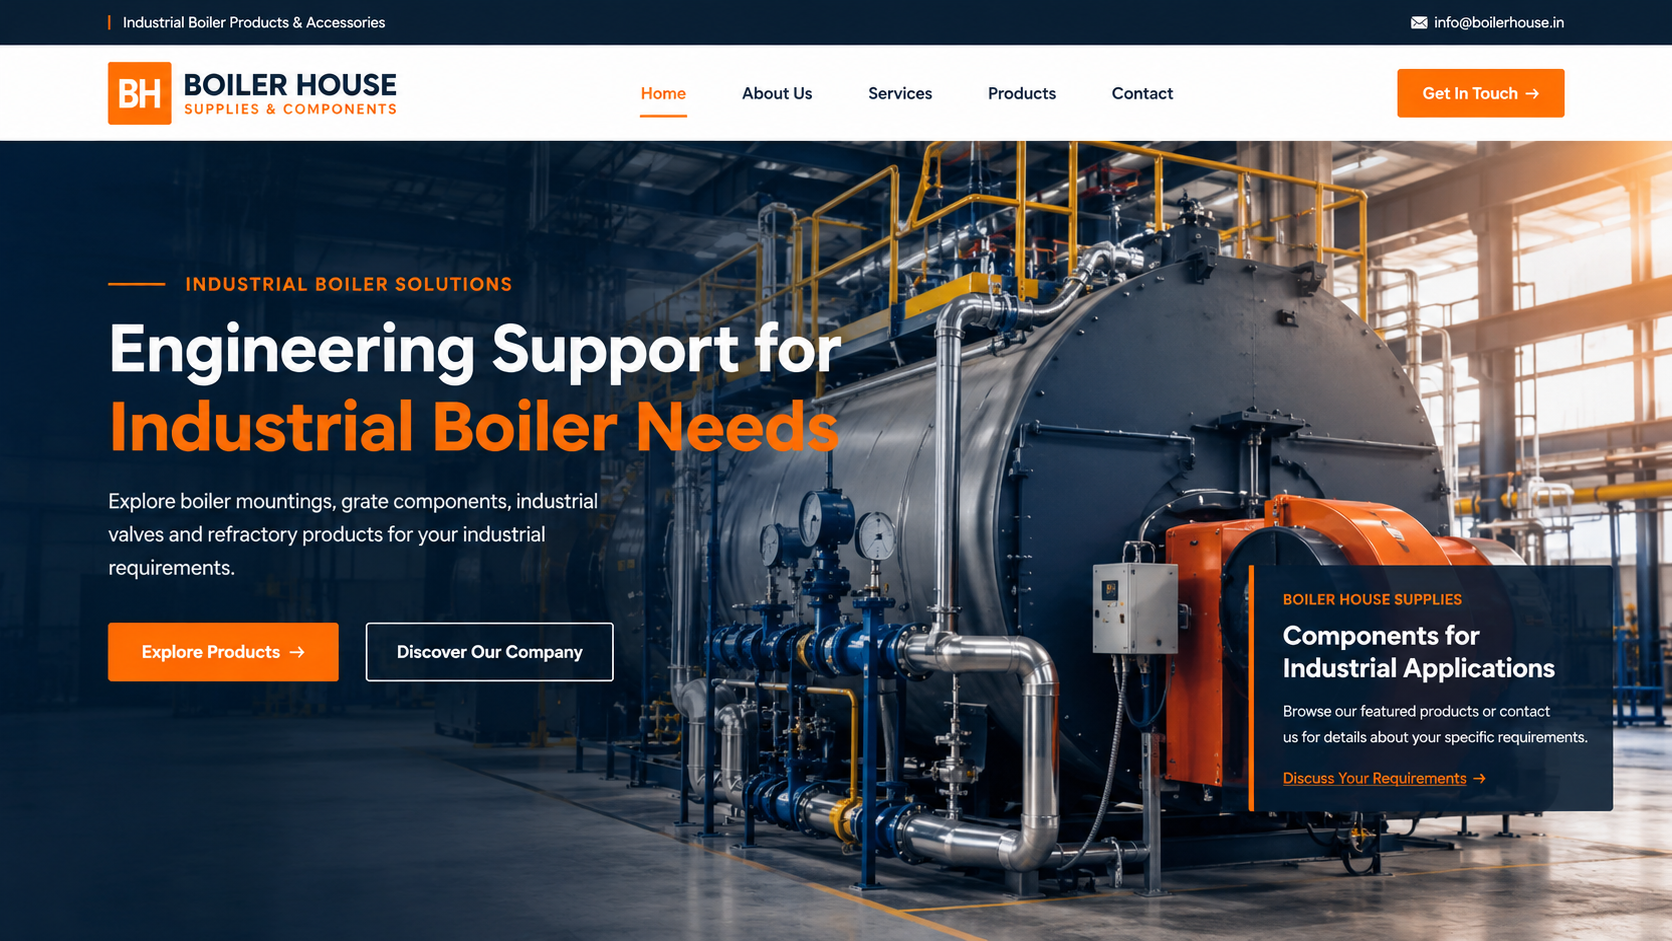 Industrial Boiler Products & Accessories
info@boilerhouse.in
BH
BOILER HOUSE
SUPPLIES & COMPONENTS
Home
About Us
Services
Products
Contact
Get In Touch →
INDUSTRIAL BOILER SOLUTIONS
Engineering Support for
Industrial Boiler Needs
Explore boiler mountings, grate components, industrial
valves and refractory products for your industrial
requirements.
Explore Products →
Discover Our Company
BOILER HOUSE SUPPLIES
Components for
Industrial Applications
Browse our featured products or contact
us for details about your specific requirements.
Discuss Your Requirements →